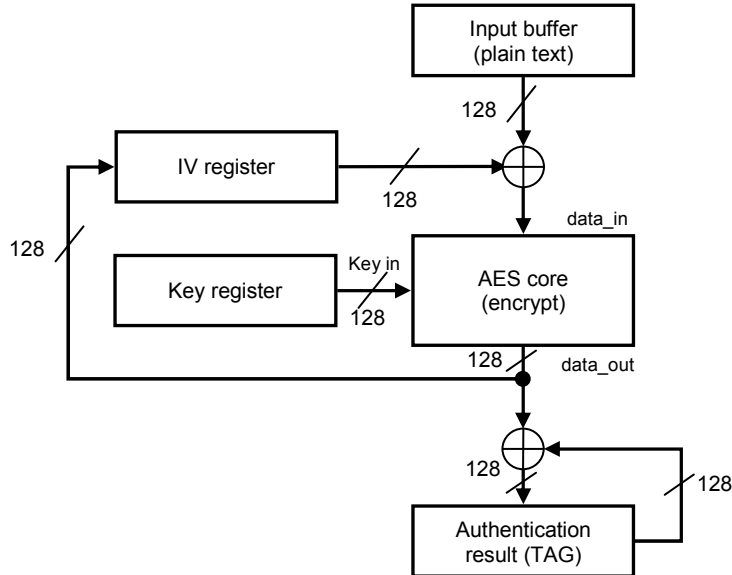 Input buffer
(plain text)
128
IV register
128
data_in
128
Key in
Key register
AES core
(encrypt)
128
128
data_out
128
128
Authentication
result (TAG)